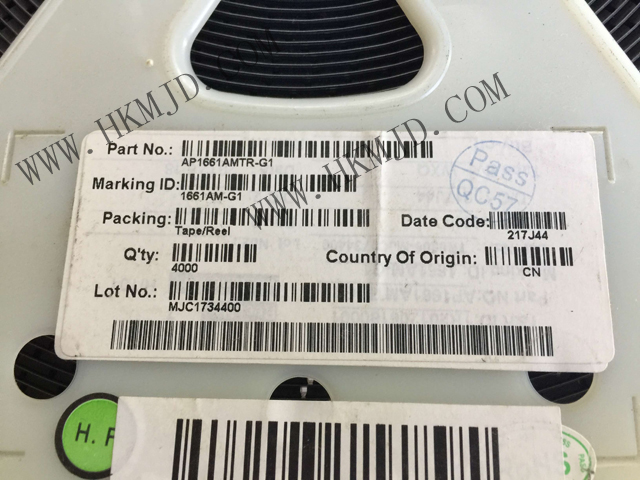 WWW.HKMJD.COM
WWW.HKMJD.COM
Part No.:
AP1661AMTR-G1
Marking ID:
1661AM-G1
Packing:
Tape/Reel
Date Code:
217J44
Q'ty:
4000
Country Of Origin:
CN
Lot No.:
MJC1734400
Pass
QC57
H.F